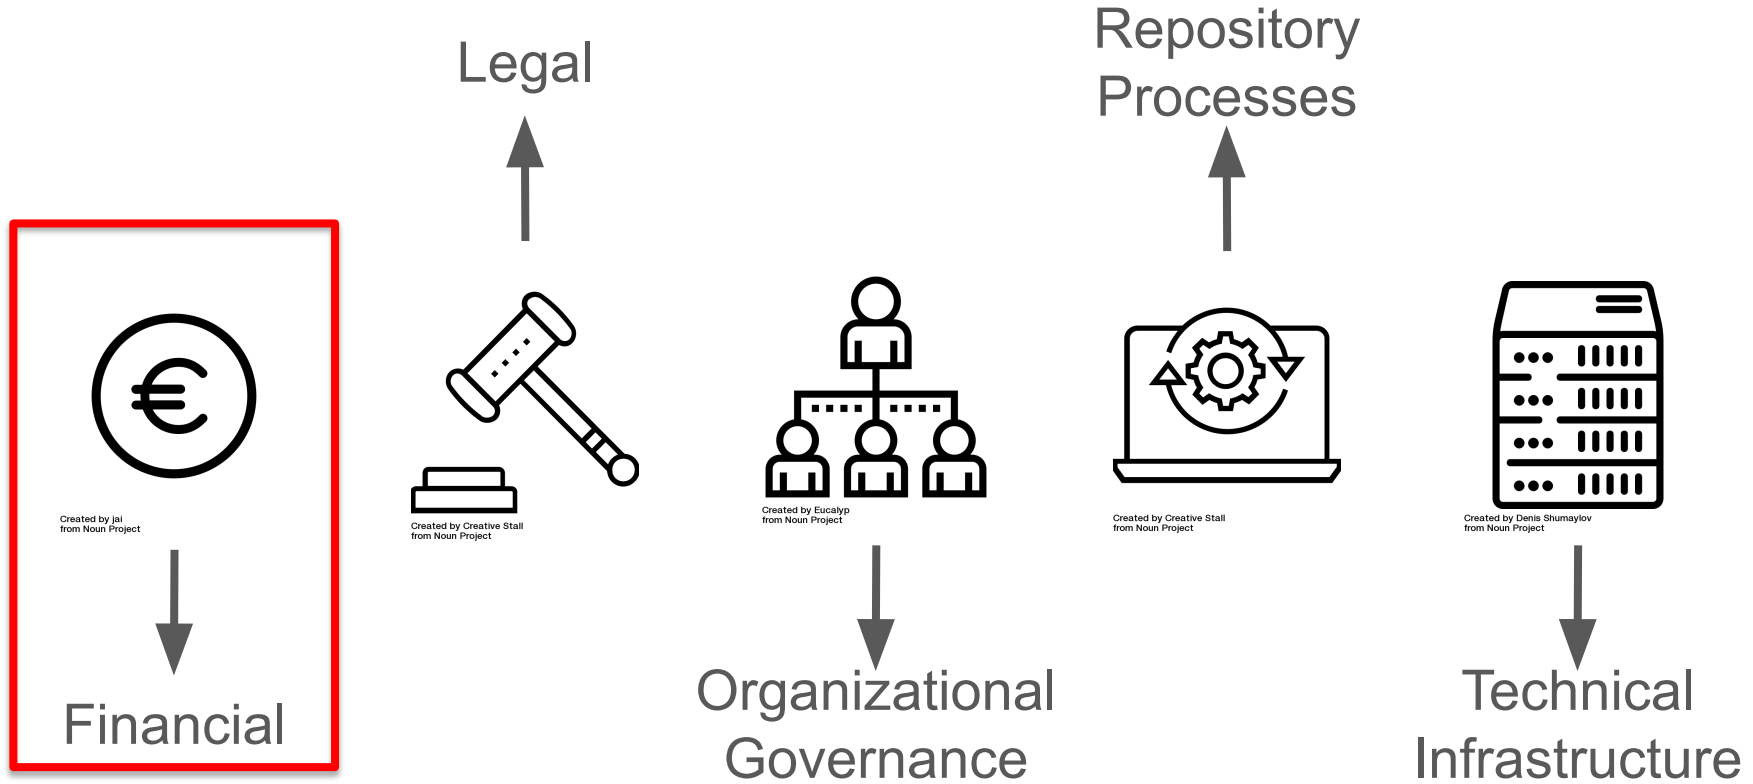 Legal
Repository
Processes
Created by jai
from Noun Project
Created by Creative Stall
from Noun Project
Created by Eucalyp
from Noun Project
Created by Creative Stall
from Noun Project
Created by Denis Shumaylov
from Noun Project
Financial
Organizational
Governance
Technical
Infrastructure